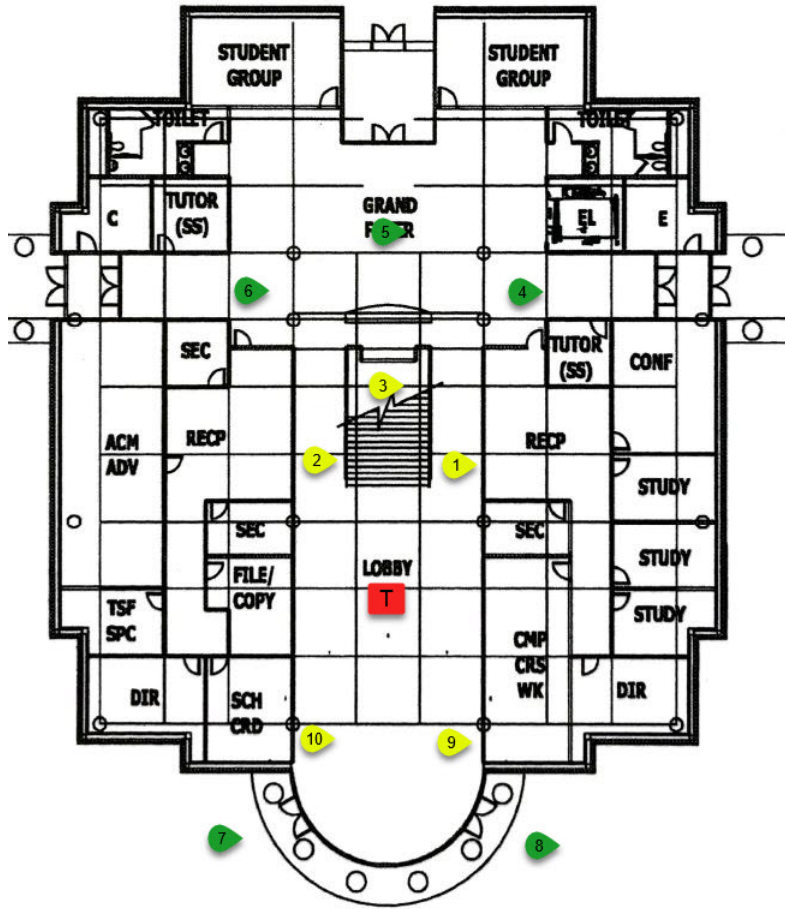 STUDENT
GROUP
STUDENT
GROUP
TOILET
TOILET
C
TUTOR
(SS)
GRAND
5
EL
E
6
4
SEC
TUTOR
(SS)
CONF
3
ACM
ADV
RECP
2
1
RECP
STUDY
SEC
SEC
LOBBY
T
FILE/
COPY
STUDY
TSF
SPC
STUDY
CMP
CRS
WK
DIR
SCH
CRD
DIR
10
9
7
8